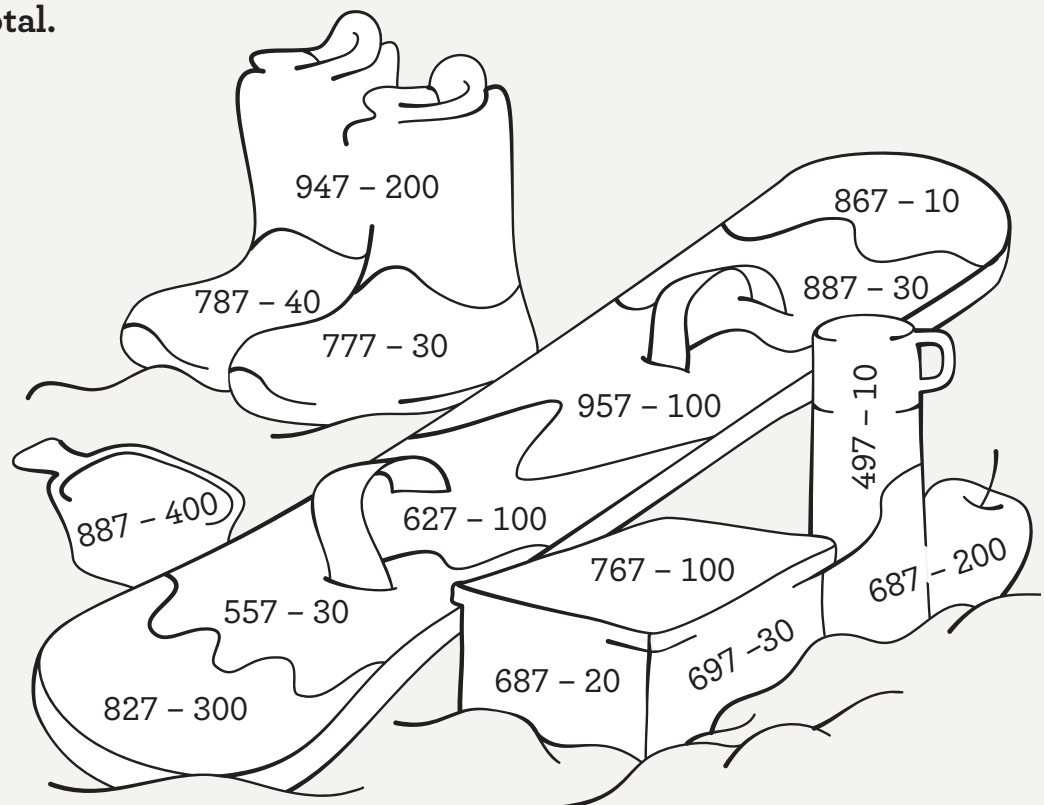 otal.
947 – 200
867 – 10
787 – 40
887 – 30
777 – 30
957 – 100
497 – 10
887 – 400
627 – 100
767 – 100
687 – 200
557 – 30
697 –30
687 – 20
827 – 300